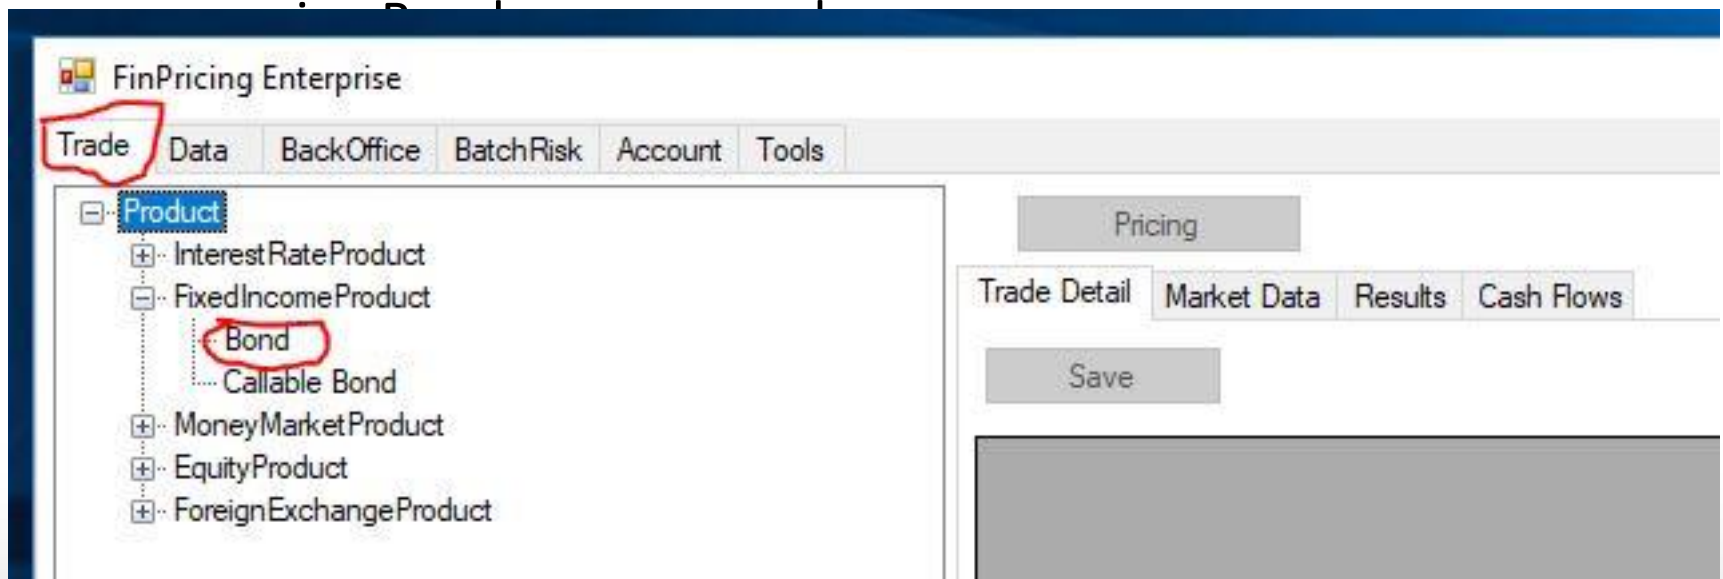 FinPricing Enterprise
Trade Data BackOffice BatchRisk Account Tools
Product
InterestRateProduct
FixedIncomeProduct
Bond
Callable Bond
MoneyMarketProduct
EquityProduct
ForeignExchangeProduct
Pricing
Trade Detail Market Data Results Cash Flows
Save